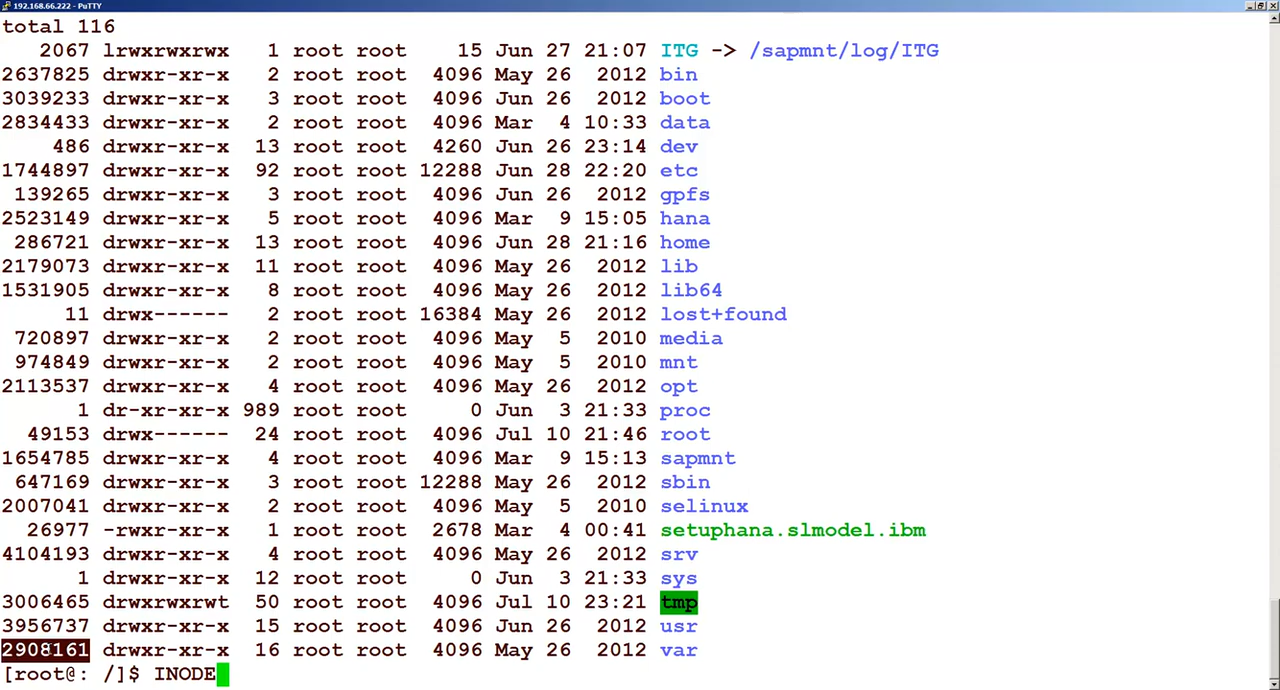 192.168.66.222 - PuTTY
total 116
2067 lrwxrwxrwx 1 root root 15 Jun 27 21:07 ITG -> /sapmnt/log/ITG
2637825 drwxr-xr-x 2 root root 4096 May 26 2012 bin
3039233 drwxr-xr-x 3 root root 4096 Jun 26 2012 boot
2834433 drwxr-xr-x 2 root root 4096 Mar 4 10:33 data
486 drwxr-xr-x 13 root root 4260 Jun 26 23:14 dev
1744897 drwxr-xr-x 92 root root 12288 Jun 28 22:20 etc
139265 drwxr-xr-x 3 root root 4096 Jun 26 2012 gpfs
2523149 drwxr-xr-x 5 root root 4096 Mar 9 15:05 hana
286721 drwxr-xr-x 13 root root 4096 Jun 28 21:16 home
2179073 drwxr-xr-x 11 root root 4096 May 26 2012 lib
1531905 drwxr-xr-x 8 root root 4096 May 26 2012 lib64
11 drwx------ 2 root root 16384 May 26 2012 lost+found
720897 drwxr-xr-x 2 root root 4096 May 5 2010 media
974849 drwxr-xr-x 2 root root 4096 May 5 2010 mnt
2113537 drwxr-xr-x 4 root root 4096 May 26 2012 opt
1 dr-xr-xr-x 989 root root 0 Jun 3 21:33 proc
49153 drwx------ 24 root root 4096 Jul 10 21:46 root
1654785 drwxr-xr-x 4 root root 4096 Mar 9 15:13 sapmnt
647169 drwxr-xr-x 3 root root 12288 May 26 2012 sbin
2007041 drwxr-xr-x 2 root root 4096 May 5 2010 selinux
26977 -rwxr-xr-x 1 root root 2678 Mar 4 00:41 setuphana.slmodel.ibm
4104193 drwxr-xr-x 4 root root 4096 May 26 2012 srv
1 drwxr-xr-x 12 root root 0 Jun 3 21:33 sys
3006465 drwxrwxrwt 50 root root 4096 Jul 10 23:21 tmp
3956737 drwxr-xr-x 15 root root 4096 Jun 26 2012 usr
2908161 drwxr-xr-x 16 root root 4096 May 26 2012 var
[root@: /]$ INODE